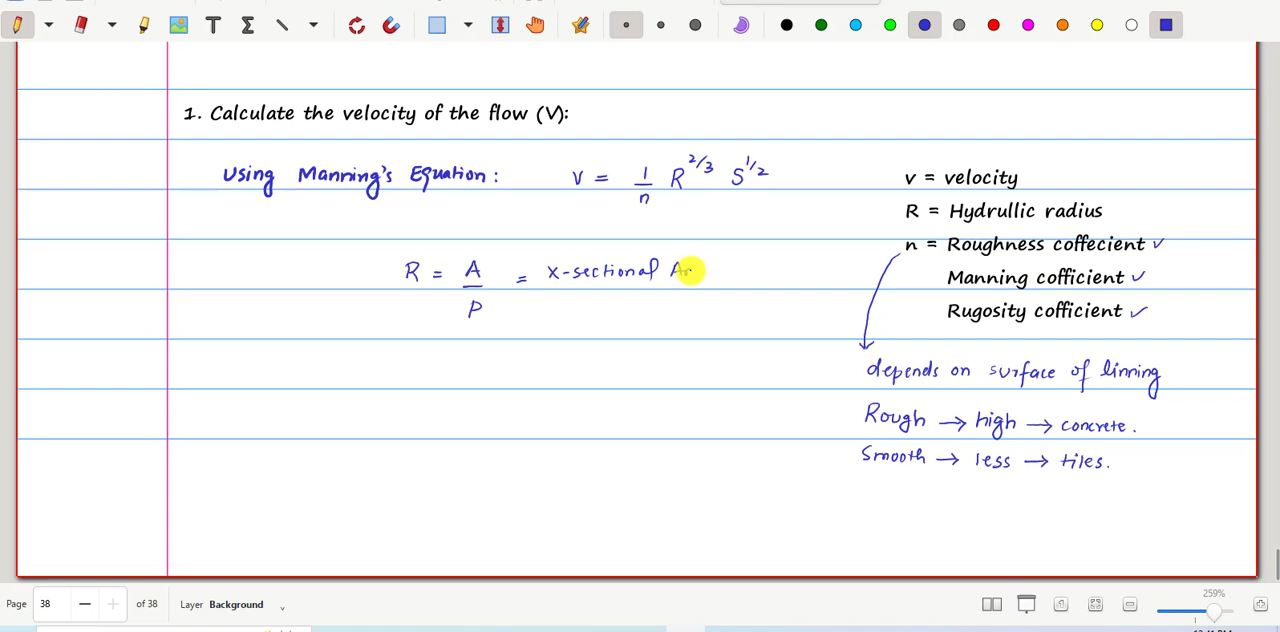 1. Calculate the velocity of the flow (V):
Using Manning's Equation: V = 1/n R^2/3 S^1/2
v = velocity
R = Hydrullic radius
n = Roughness coffecient ✓
Manning cofficient ✓
Rugosity cofficient ✓
R = A/P = X-sectional Ar
depends on surface of linning
Rough → high → concrete.
Smooth → less → tiles.
Page 38 of 38 Layer Background 259%